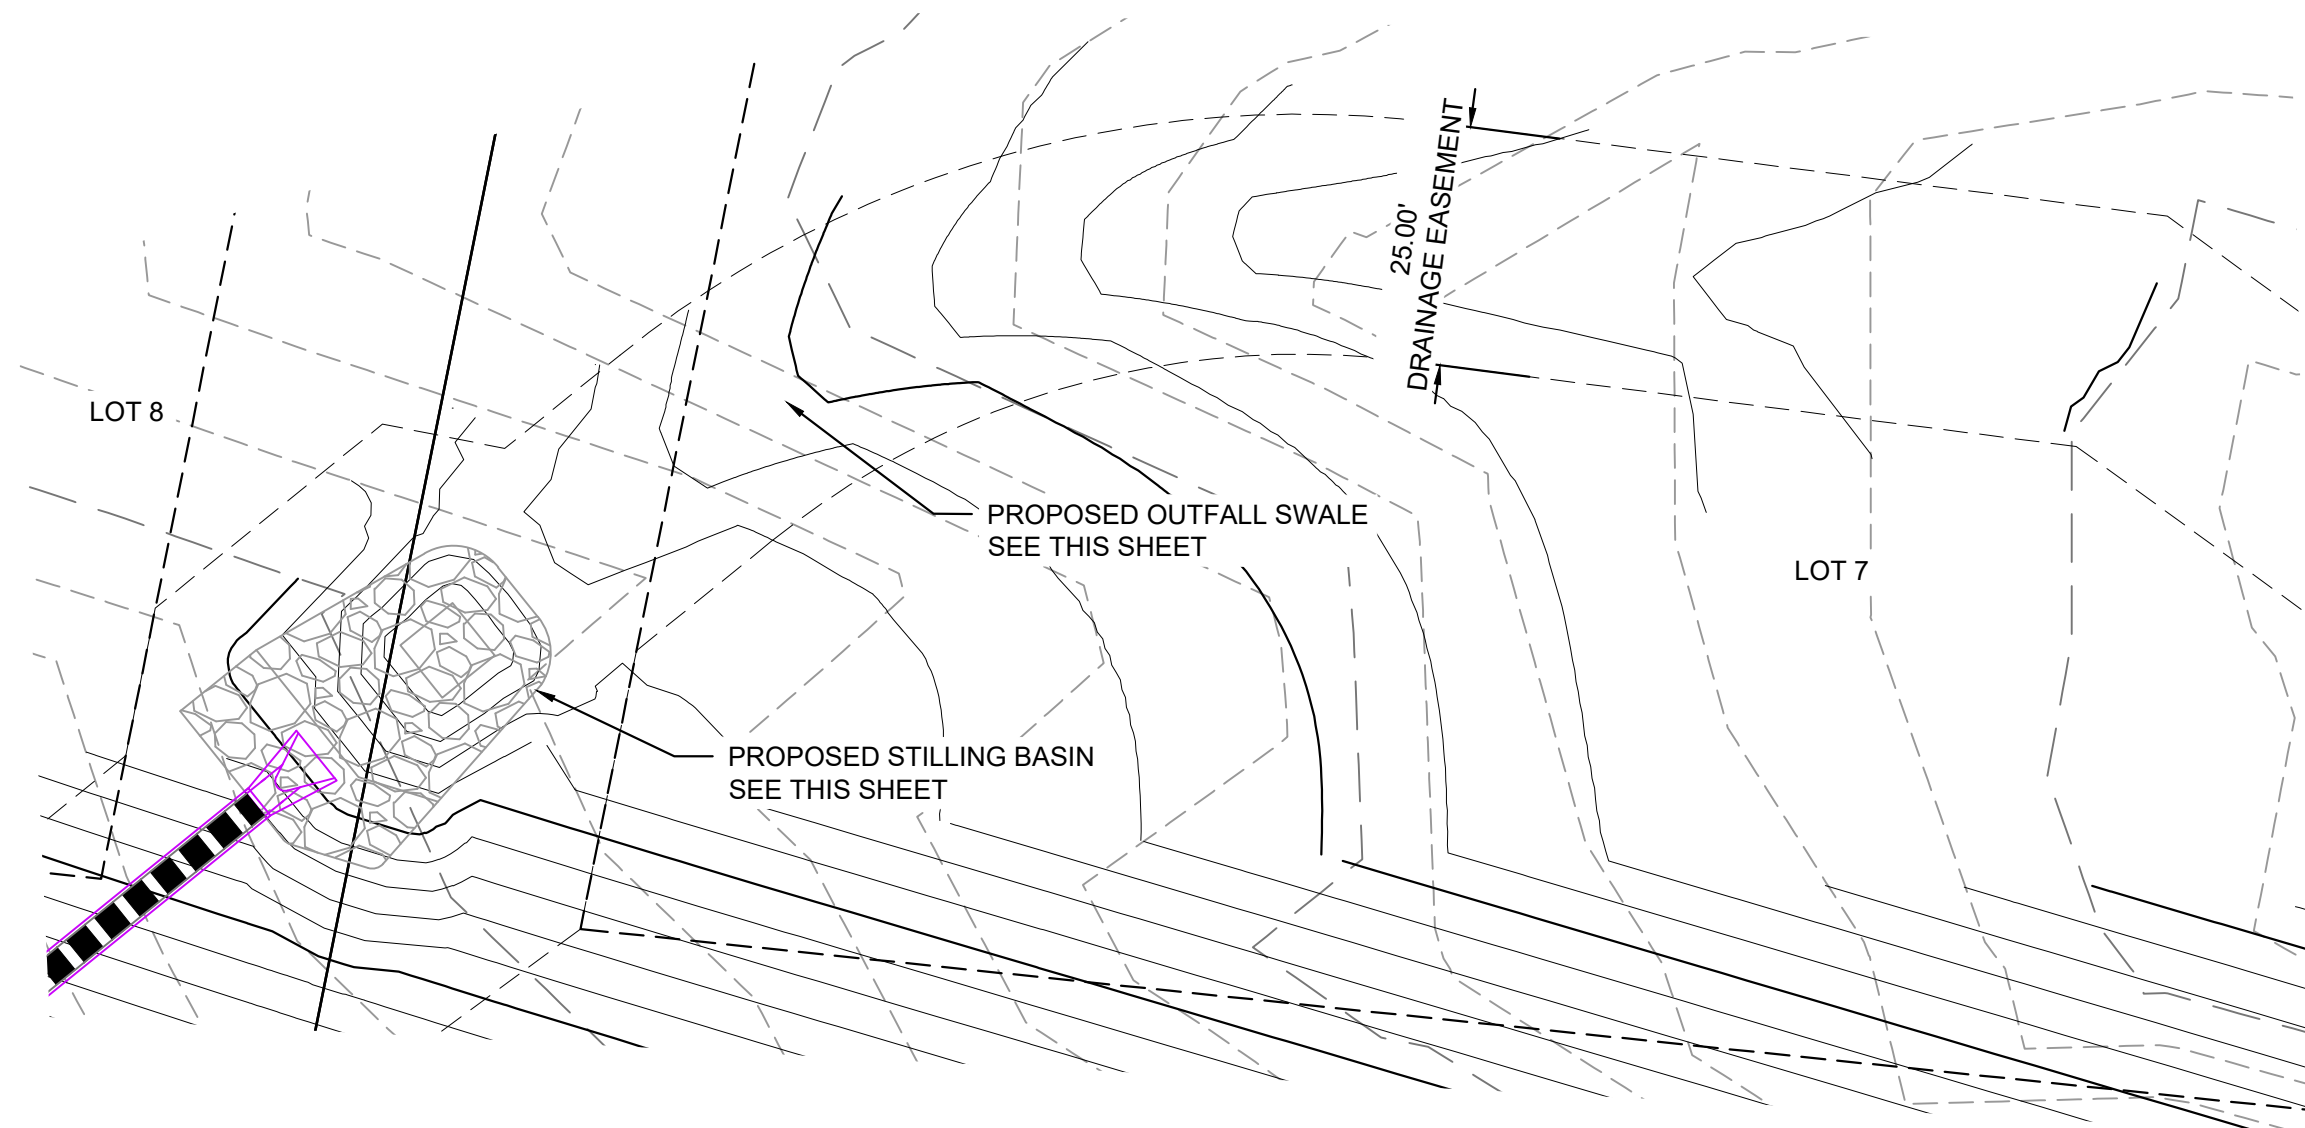 25.00'
DRAINAGE EASEMENT
LOT 8
PROPOSED OUTFALL SWALE
SEE THIS SHEET
LOT 7
PROPOSED STILLING BASIN
SEE THIS SHEET